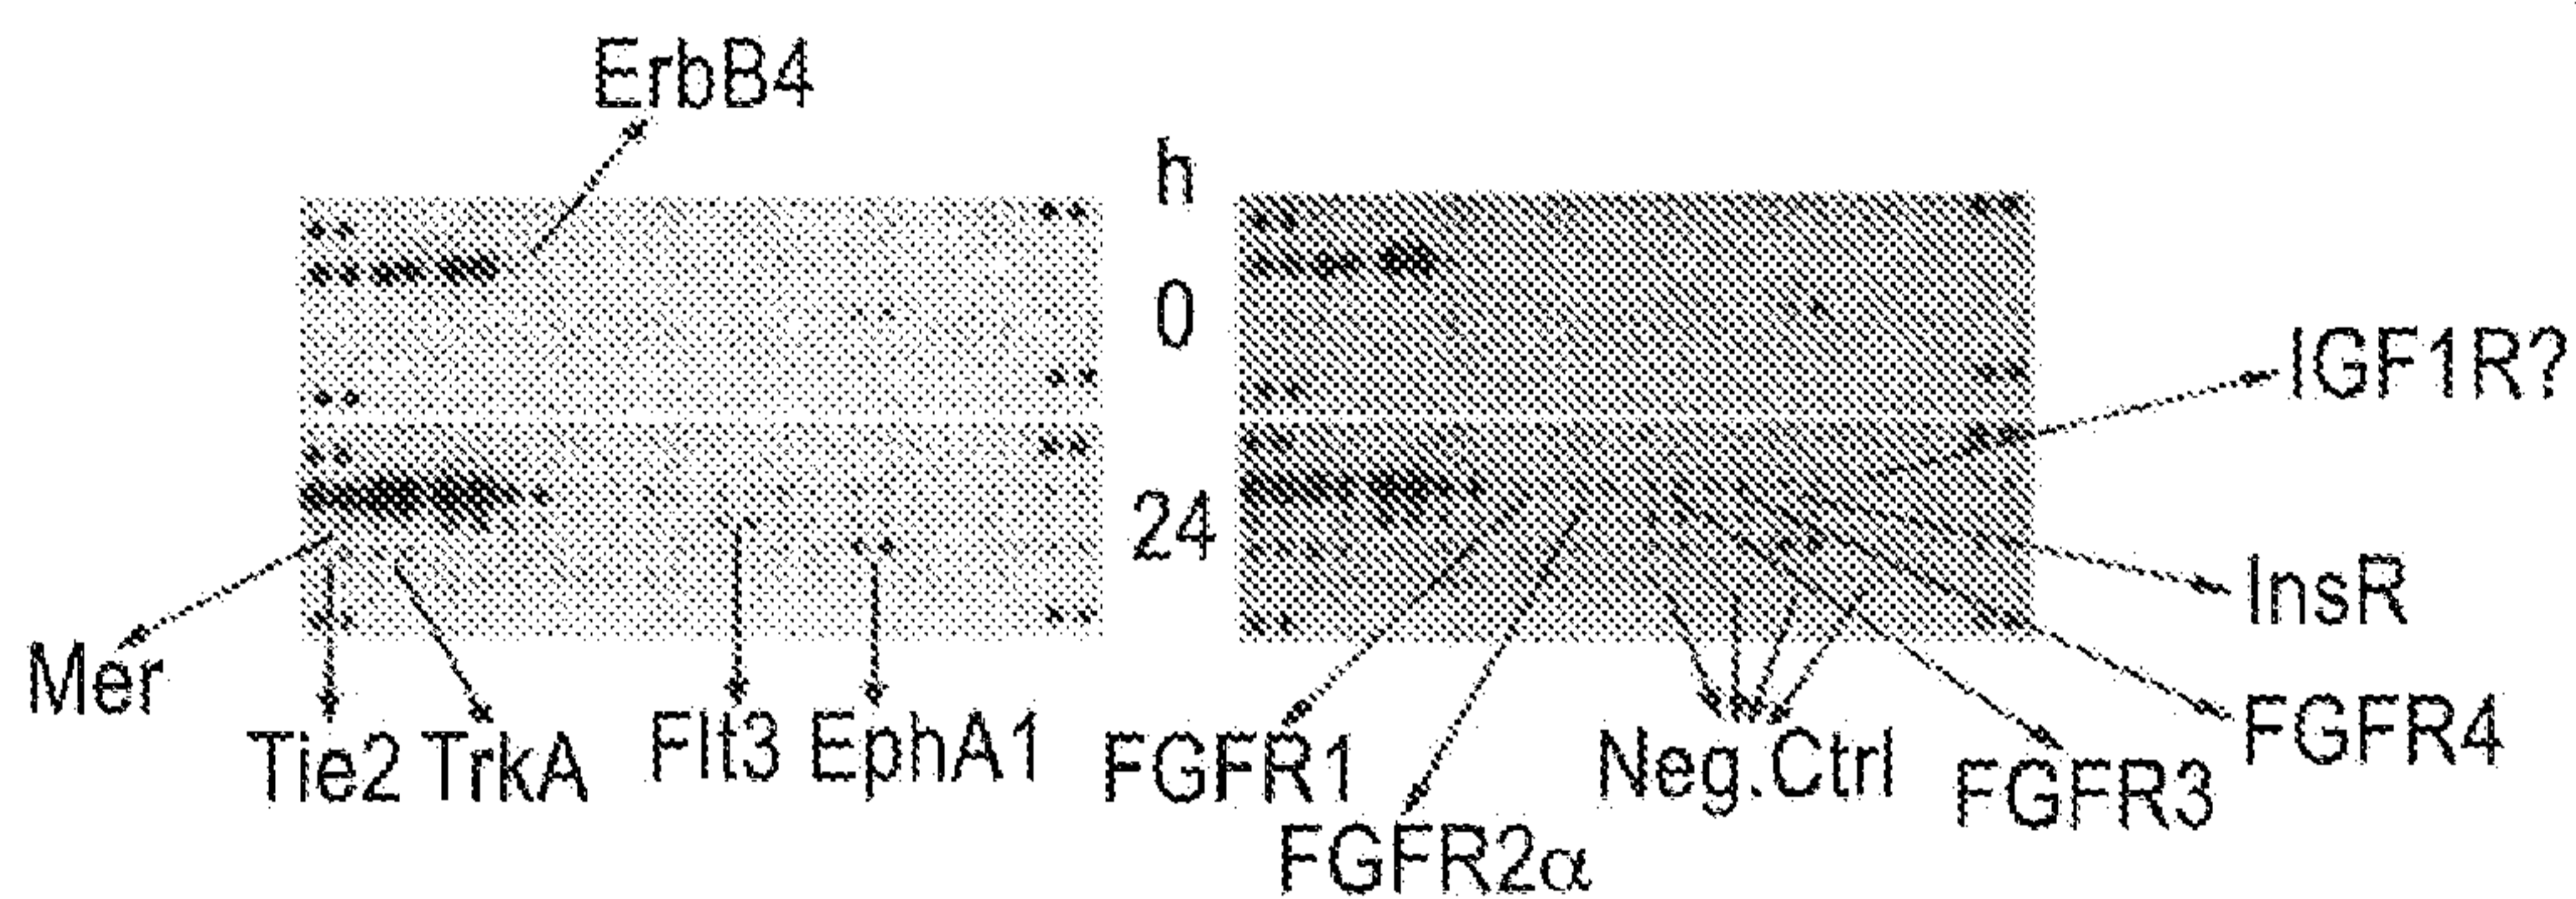 ErbB4
h
0
24
IGF1R?
InsR
Mer
Tie2 TrkA Flt3 EphA1
FGFR1
FGFR2α
Neg.Ctrl
FGFR3
FGFR4